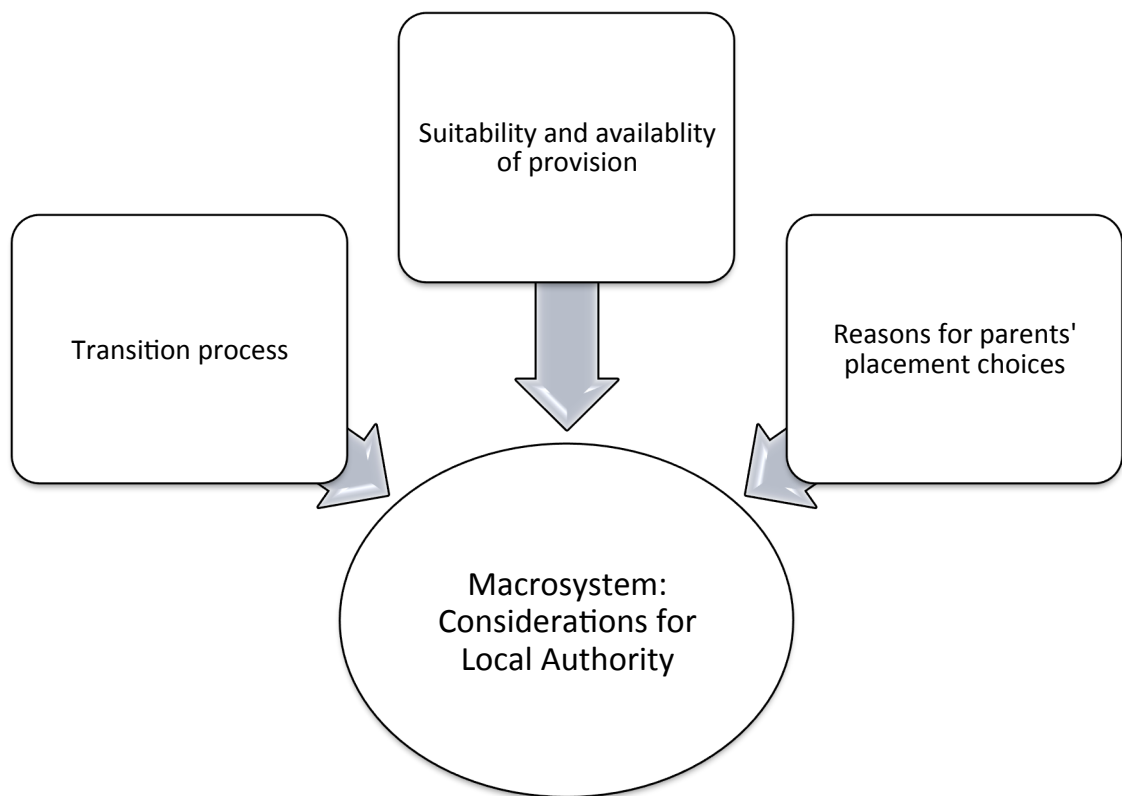 Suitability and availablity
of provision
Transition process
Reasons for parents'
placement choices
Macrosystem:
Considerations for
Local Authority